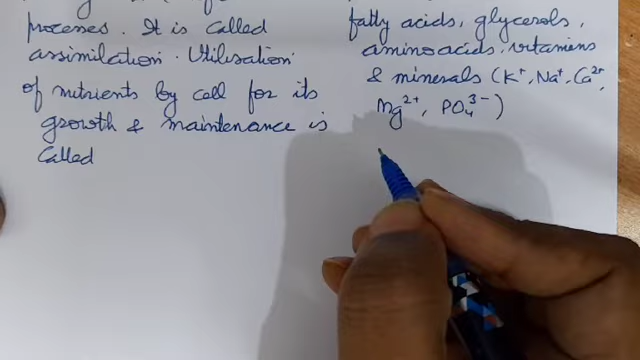 processes. It is called
assimilation. Utilisation
of nutrients by cell for its
growth & maintenance is
called
fatty acids, glycerols,
aminoacids, vitamins
& minerals (K⁺, Na⁺, Ca²⁺,
Mg²⁺, PO₄³⁻)